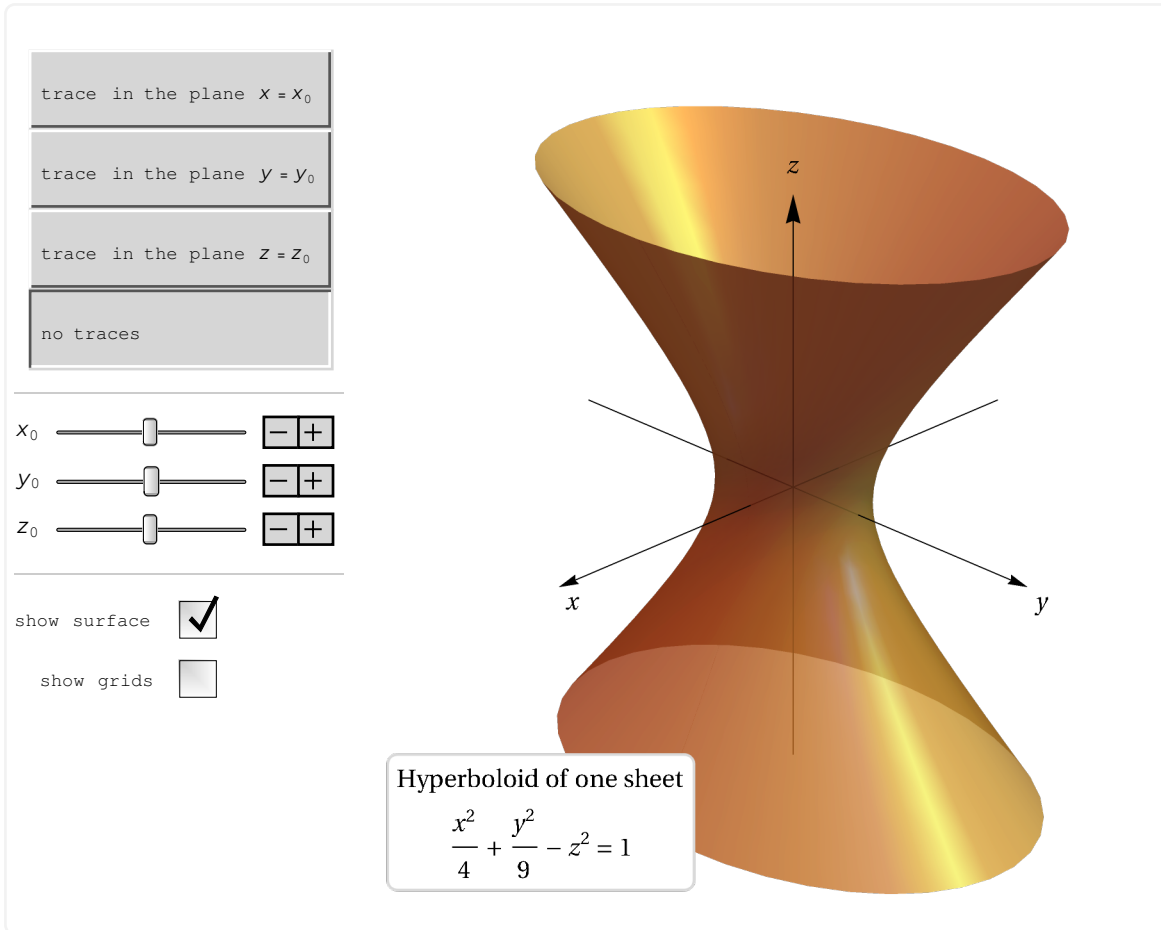 trace in the plane x = x₀
trace in the plane y = y₀
trace in the plane z = z₀
no traces
x₀ − +
y₀ − +
z₀ − +
show surface
show grids
z
x
y
Hyperboloid of one sheet
x²/4 + y²/9 − z² = 1